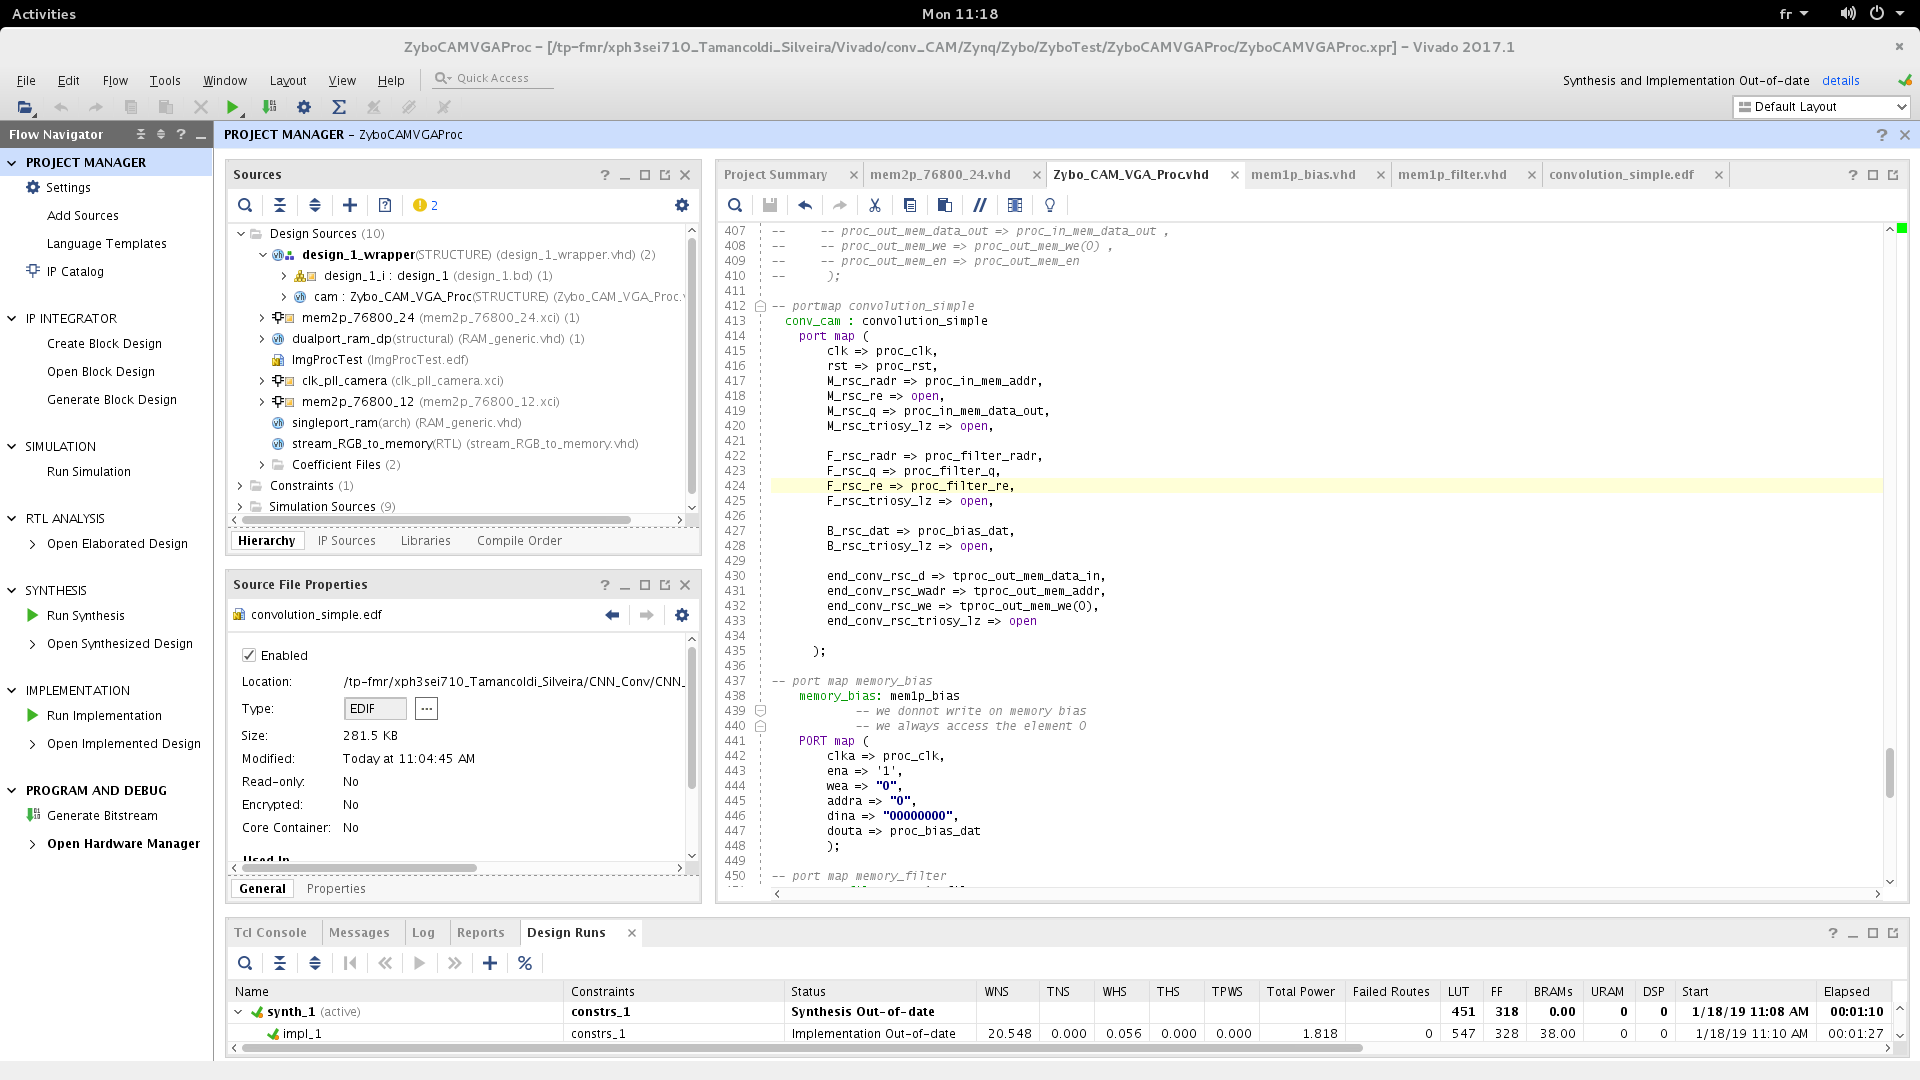 Activities
Mon 11:18
fr
ZyboCAMVGAProc – [/tp-fmr/xph3sei710_Tamancoldi_Silveira/Vivado/conv_CAM/Zynq/Zybo/ZyboTest/ZyboCAMVGAProc/ZyboCAMVGAProc.xpr] – Vivado 2017.1
File Edit Flow Tools Window Layout View Help Quick Access
Synthesis and Implementation Out-of-date details
Default Layout
Flow Navigator
PROJECT MANAGER – ZyboCAMVGAProc
PROJECT MANAGER
Settings
Add Sources
Language Templates
IP Catalog
IP INTEGRATOR
Create Block Design
Open Block Design
Generate Block Design
SIMULATION
Run Simulation
RTL ANALYSIS
Open Elaborated Design
SYNTHESIS
Run Synthesis
Open Synthesized Design
IMPLEMENTATION
Run Implementation
Open Implemented Design
PROGRAM AND DEBUG
Generate Bitstream
Open Hardware Manager
Sources
2
Design Sources (10)
design_1_wrapper(STRUCTURE) (design_1_wrapper.vhd) (2)
design_1_i : design_1 (design_1.bd) (1)
cam : Zybo_CAM_VGA_Proc(STRUCTURE) (Zybo_CAM_VGA_Proc.v
mem2p_76800_24 (mem2p_76800_24.xci) (1)
dualport_ram_dp(structural) (RAM_generic.vhd) (1)
ImgProcTest (ImgProcTest.edf)
clk_pll_camera (clk_pll_camera.xci)
mem2p_76800_12 (mem2p_76800_12.xci)
singleport_ram(arch) (RAM_generic.vhd)
stream_RGB_to_memory(RTL) (stream_RGB_to_memory.vhd)
Coefficient Files (2)
Constraints (1)
Simulation Sources (9)
Hierarchy IP Sources Libraries Compile Order
Source File Properties
convolution_simple.edf
Enabled
Location: /tp-fmr/xph3sei710_Tamancoldi_Silveira/CNN_Conv/CNN_
Type: EDIF ...
Size: 281.5 KB
Modified: Today at 11:04:45 AM
Read-only: No
Encrypted: No
Core Container: No
Used In
General Properties
Project Summary mem2p_76800_24.vhd Zybo_CAM_VGA_Proc.vhd mem1p_bias.vhd mem1p_filter.vhd convolution_simple.edf
407 -- -- proc_out_mem_data_out => proc_in_mem_data_out ,
408 -- -- proc_out_mem_we => proc_out_mem_we(0) ,
409 -- -- proc_out_mem_en => proc_out_mem_en
410 -- );
411
412 -- portmap convolution_simple
413 conv_cam : convolution_simple
414 port map (
415 clk => proc_clk,
416 rst => proc_rst,
417 M_rsc_radr => proc_in_mem_addr,
418 M_rsc_re => open,
419 M_rsc_q => proc_in_mem_data_out,
420 M_rsc_triosy_lz => open,
421
422 F_rsc_radr => proc_filter_radr,
423 F_rsc_q => proc_filter_q,
424 F_rsc_re => proc_filter_re,
425 F_rsc_triosy_lz => open,
426
427 B_rsc_dat => proc_bias_dat,
428 B_rsc_triosy_lz => open,
429
430 end_conv_rsc_d => tproc_out_mem_data_in,
431 end_conv_rsc_wadr => tproc_out_mem_addr,
432 end_conv_rsc_we => tproc_out_mem_we(0),
433 end_conv_rsc_triosy_lz => open
434
435 );
436
437 -- port map memory_bias
438 memory_bias: mem1p_bias
439 -- we donnot write on memory bias
440 -- we always access the element 0
441 PORT map (
442 clka => proc_clk,
443 ena => '1',
444 wea => "0",
445 addra => "0",
446 dina => "00000000",
447 douta => proc_bias_dat
448 );
449
450 -- port map memory_filter
Tcl Console Messages Log Reports Design Runs
Name Constraints Status WNS TNS WHS THS TPWS Total Power Failed Routes LUT FF BRAMs URAM DSP Start Elapsed
synth_1 (active) constrs_1 Synthesis Out-of-date 451 318 0.00 0 0 1/18/19 11:08 AM 00:01:10
impl_1 constrs_1 Implementation Out-of-date 20.548 0.000 0.056 0.000 0.000 1.818 0 547 328 38.00 0 0 1/18/19 11:10 AM 00:01:27